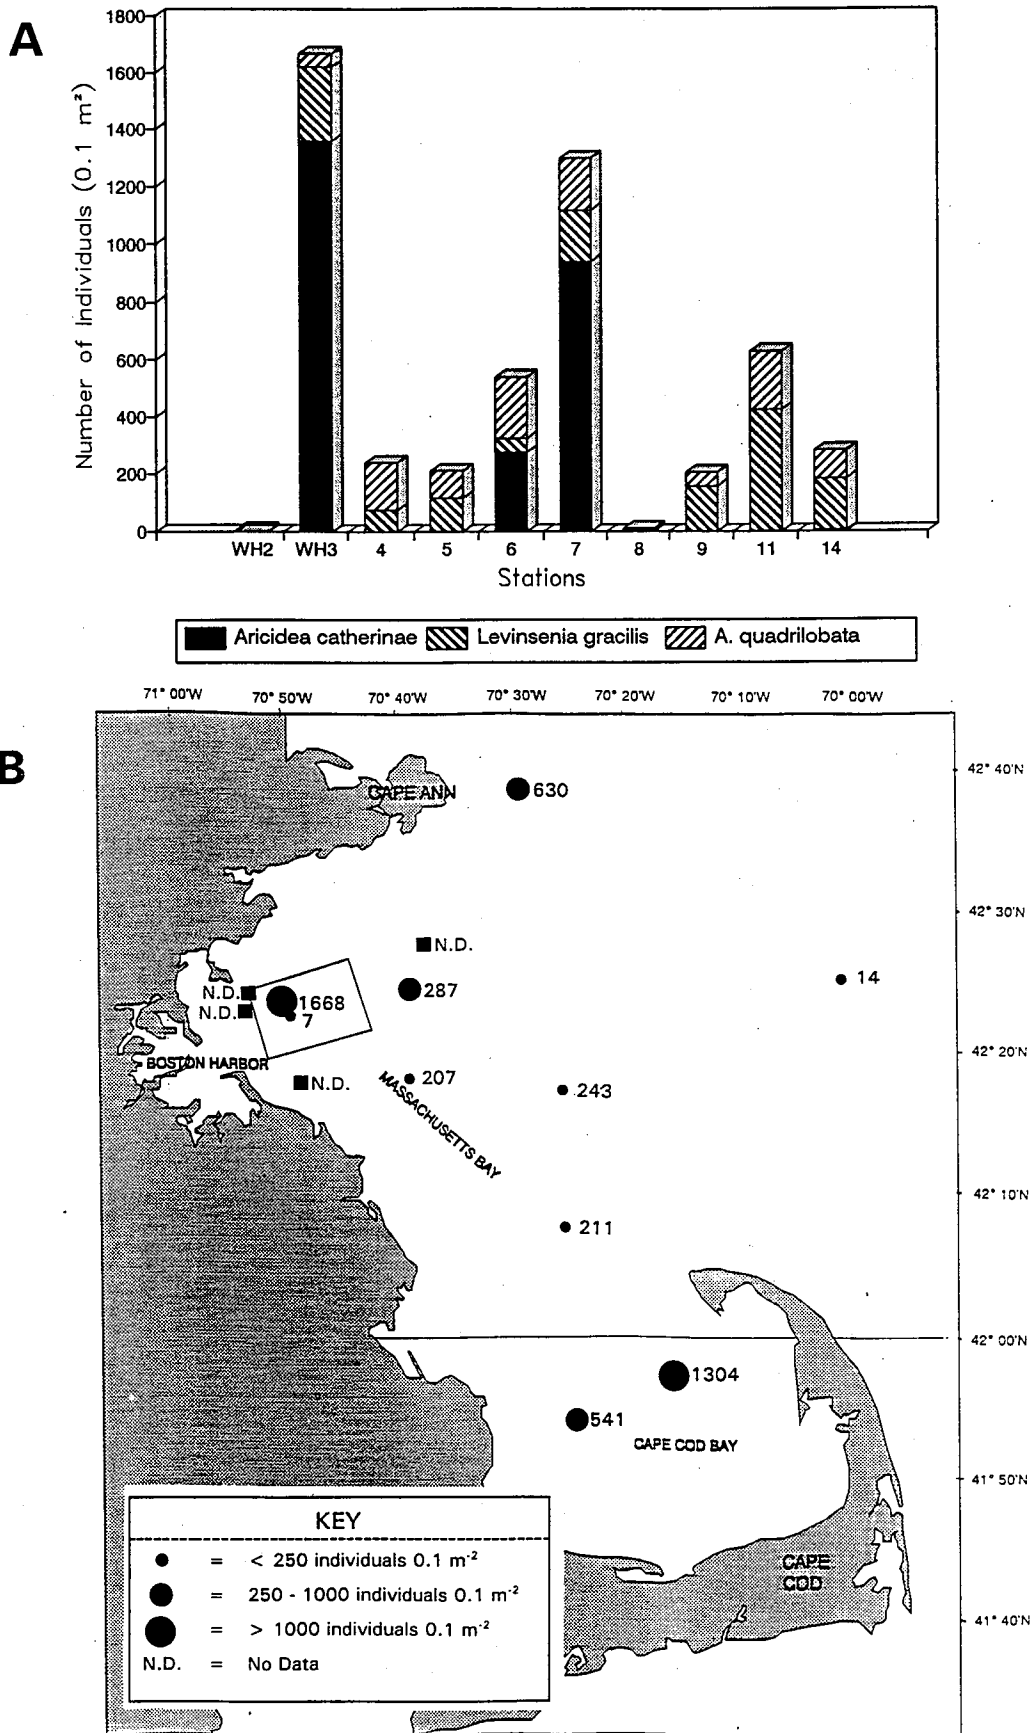 A
Number of Individuals (0.1 m²)
1800
1600
1400
1200
1000
800
600
400
200
0
WH2 WH3 4 5 6 7 8 9 11 14
Stations
Aricidea catherinae Levinsenia gracilis A. quadrilobata
71° 00'W 70° 50'W 70° 40'W 70° 30'W 70° 20'W 70° 10'W 70° 00'W
B
42° 40'N
CAPE ANN
630
42° 30'N
N.D.
14
N.D.
287
1668
N.D.
7
42° 20'N
BOSTON HARBOR
N.D.
207
243
MASSACHUSETTS BAY
42° 10'N
211
42° 00'N
1304
541
CAPE COD BAY
41° 50'N
KEY
= < 250 individuals 0.1 m⁻²
= 250 - 1000 individuals 0.1 m⁻²
= > 1000 individuals 0.1 m⁻²
N.D. = No Data
CAPE
COD
41° 40'N